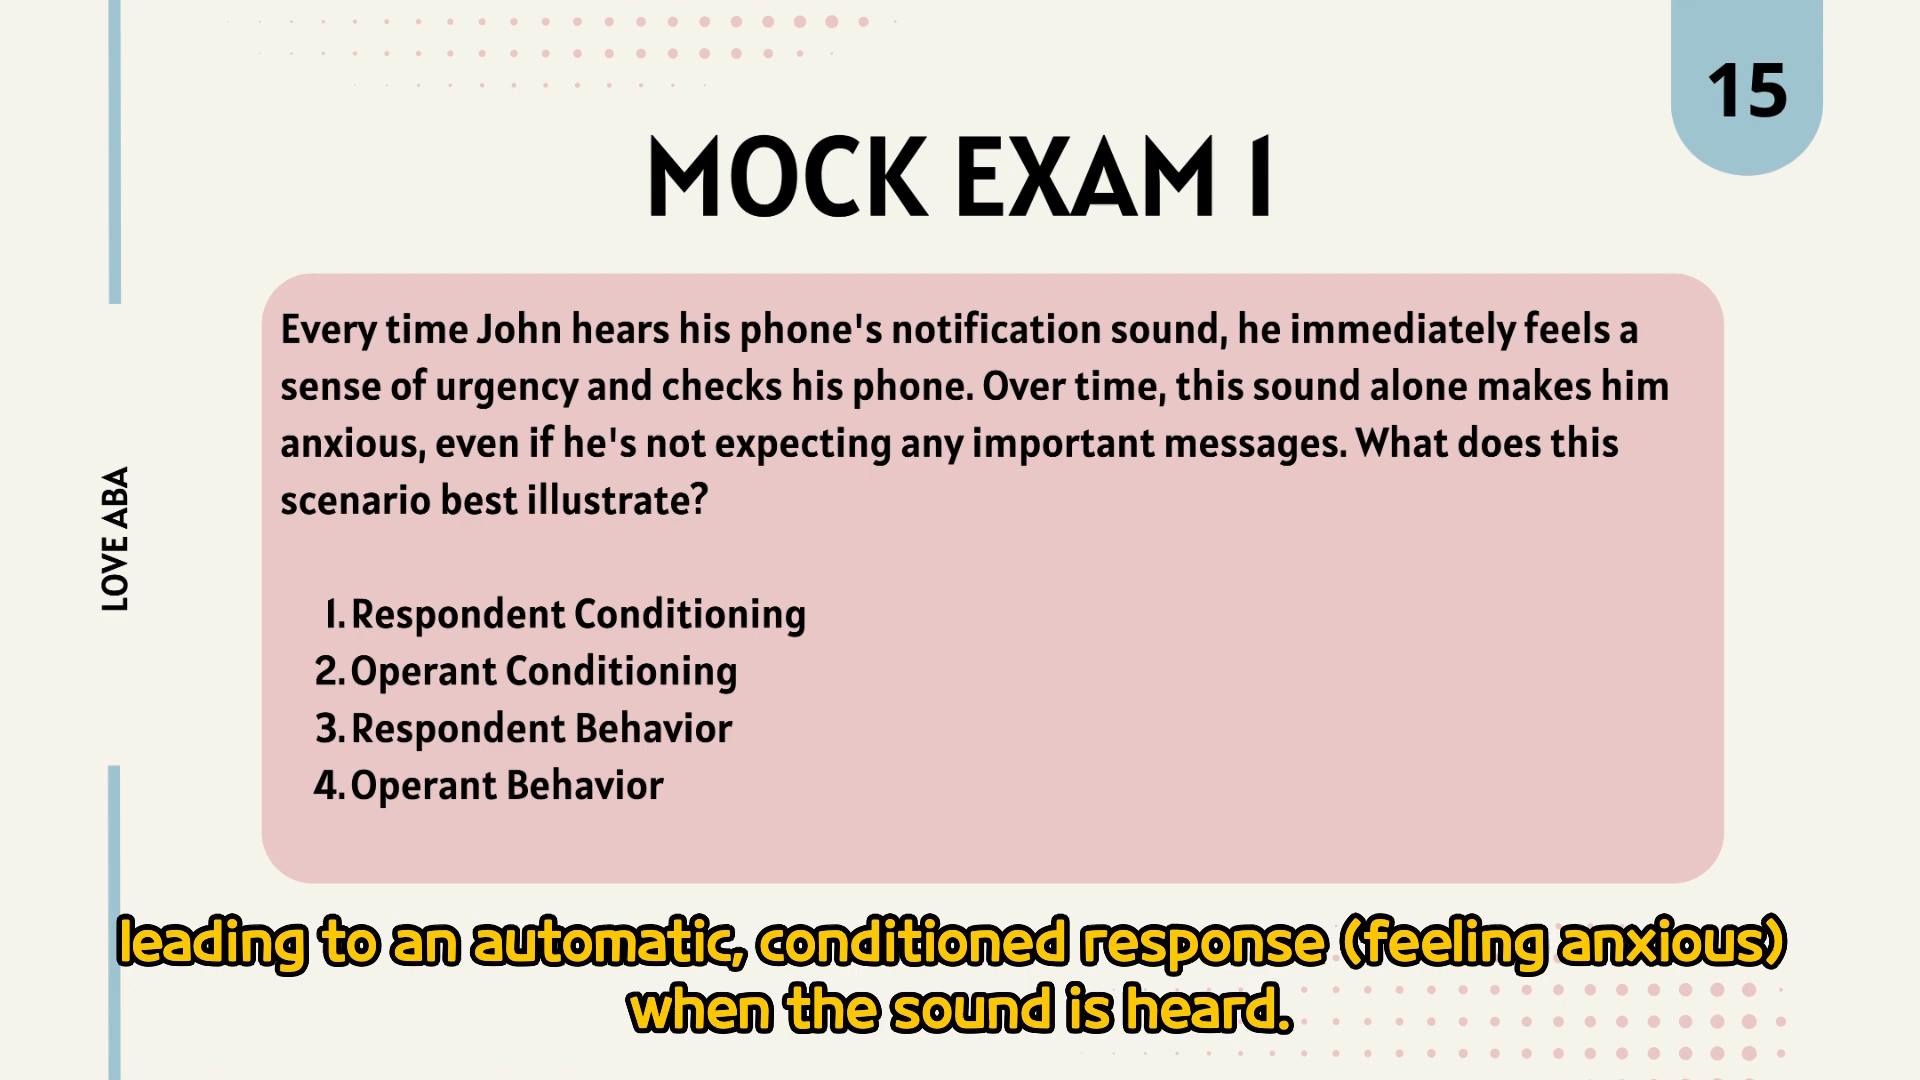 15
MOCK EXAM 1
Every time John hears his phone's notification sound, he immediately feels a
sense of urgency and checks his phone. Over time, this sound alone makes him
anxious, even if he's not expecting any important messages. What does this
scenario best illustrate?
1. Respondent Conditioning
2. Operant Conditioning
3. Respondent Behavior
4. Operant Behavior
LOVE ABA
leading to an automatic, conditioned response (feeling anxious)
when the sound is heard.